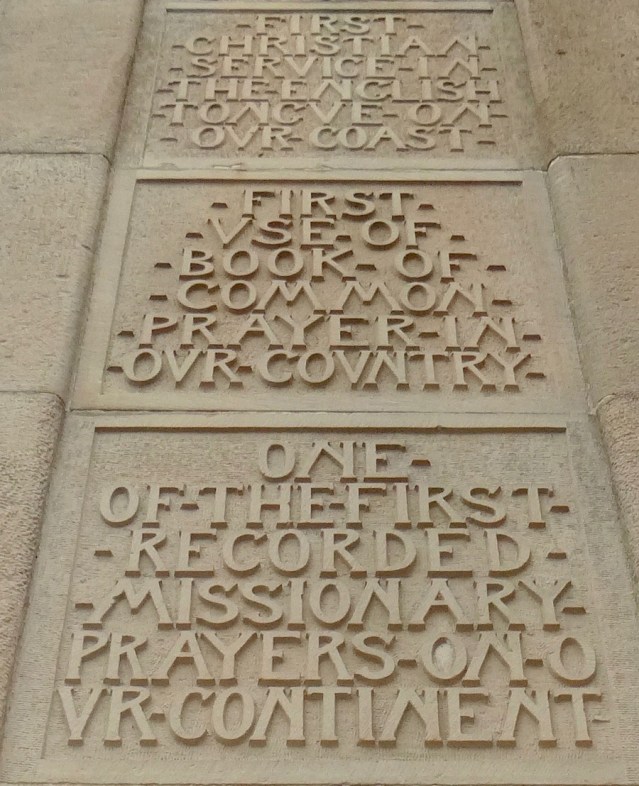 -FIRST-
-CHRISTIAN-
-SERVICE-IN-
-THE-ENGLISH-
-TONGVE-ON-
-OVR-COAST-
-FIRST-
-VSE-OF-
-BOOK-OF-
-COMMON-
-PRAYER-IN-
-OVR-COVNTRY-
ONE-
OF-THE-FIRST-
-RECORDED-
-MISSIONARY-
PRAYERS-ON-O
VR-CONTINENT-